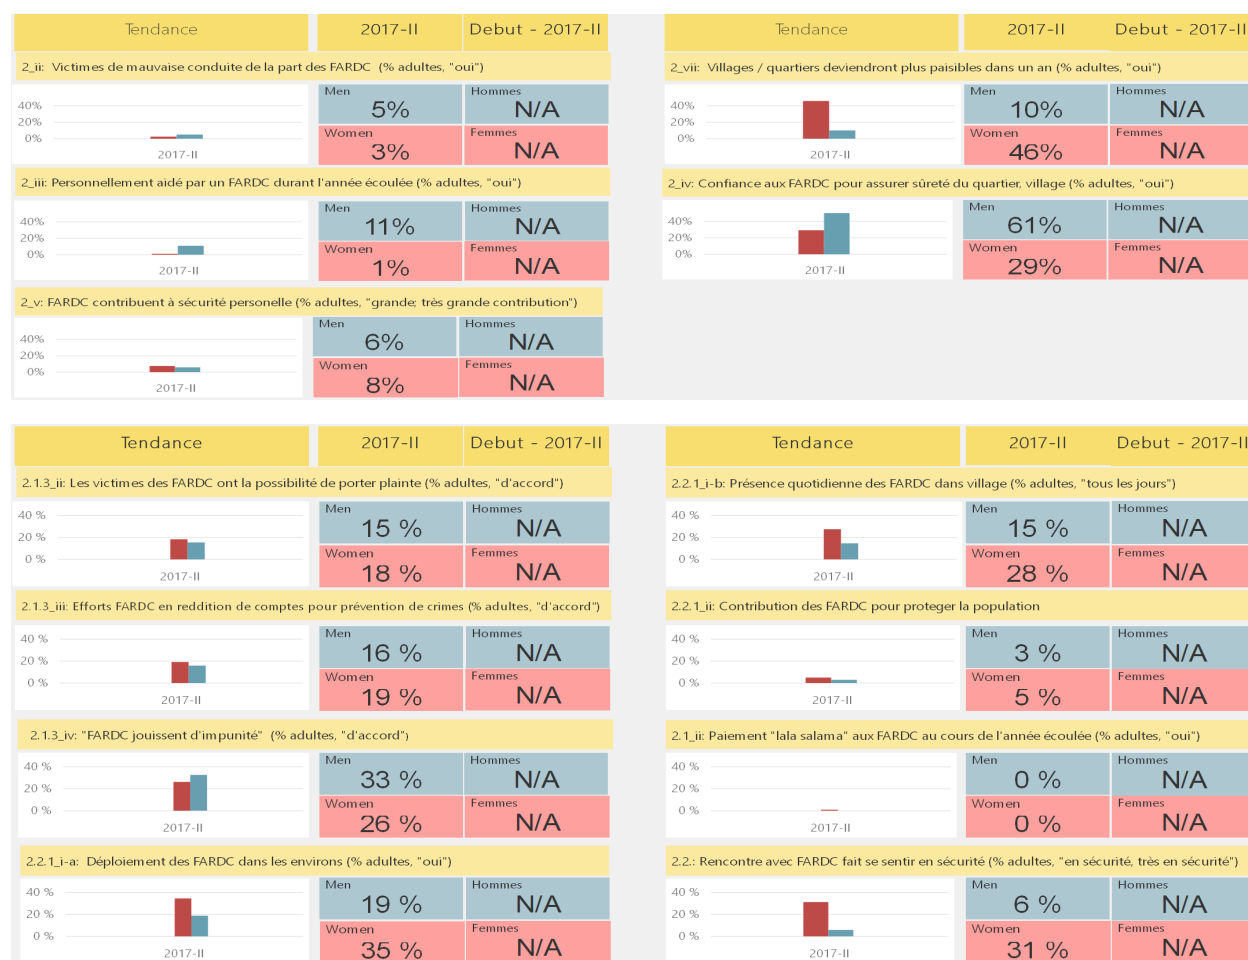 Tendance 2017-II Debut - 2017-II
2_ii: Victimes de mauvaise conduite de la part des FARDC (% adultes, "oui")
40%
20%
0%
2017-II
Men
5%
Hommes
N/A
Women
3%
Femmes
N/A
2_iii: Personnellement aidé par un FARDC durant l'année écoulée (% adultes, "oui")
40%
20%
0%
2017-II
Men
11%
Hommes
N/A
Women
1%
Femmes
N/A
2_v: FARDC contribuent à sécurité personelle (% adultes, "grande; très grande contribution")
40%
20%
0%
2017-II
Men
6%
Hommes
N/A
Women
8%
Femmes
N/A
Tendance 2017-II Debut - 2017-II
2_vii: Villages / quartiers deviendront plus paisibles dans un an (% adultes, "oui")
40%
20%
0%
2017-II
Men
10%
Hommes
N/A
Women
46%
Femmes
N/A
2_iv: Confiance aux FARDC pour assurer sûreté du quartier, village (% adultes, "oui")
40%
20%
0%
2017-II
Men
61%
Hommes
N/A
Women
29%
Femmes
N/A
Tendance 2017-II Debut - 2017-II
2.1.3_ii: Les victimes des FARDC ont la possibilité de porter plainte (% adultes, "d'accord")
40 %
20 %
0 %
2017-II
Men
15 %
Hommes
N/A
Women
18 %
Femmes
N/A
2.1.3_iii: Efforts FARDC en reddition de comptes pour prévention de crimes (% adultes, "d'accord")
40 %
20 %
0 %
2017-II
Men
16 %
Hommes
N/A
Women
19 %
Femmes
N/A
2.1.3_iv: "FARDC jouissent d'impunité" (% adultes, "d'accord")
40 %
20 %
0 %
2017-II
Men
33 %
Hommes
N/A
Women
26 %
Femmes
N/A
2.2.1_i-a: Déploiement des FARDC dans les environs (% adultes, "oui")
40 %
20 %
0 %
2017-II
Men
19 %
Hommes
N/A
Women
35 %
Femmes
N/A
Tendance 2017-II Debut - 2017-II
2.2.1_i-b: Présence quotidienne des FARDC dans village (% adultes, "tous les jours")
40 %
20 %
0 %
2017-II
Men
15 %
Hommes
N/A
Women
28 %
Femmes
N/A
2.2.1_ii: Contribution des FARDC pour proteger la population
40 %
20 %
0 %
2017-II
Men
3 %
Hommes
N/A
Women
5 %
Femmes
N/A
2.1_ii: Paiement "lala salama" aux FARDC au cours de l'année écoulée (% adultes, "oui")
40 %
20 %
0 %
2017-II
Men
0 %
Hommes
N/A
Women
0 %
Femmes
N/A
2.2.: Rencontre avec FARDC fait se sentir en sécurité (% adultes, "en sécurité, très en sécurité")
40 %
20 %
0 %
2017-II
Men
6 %
Hommes
N/A
Women
31 %
Femmes
N/A